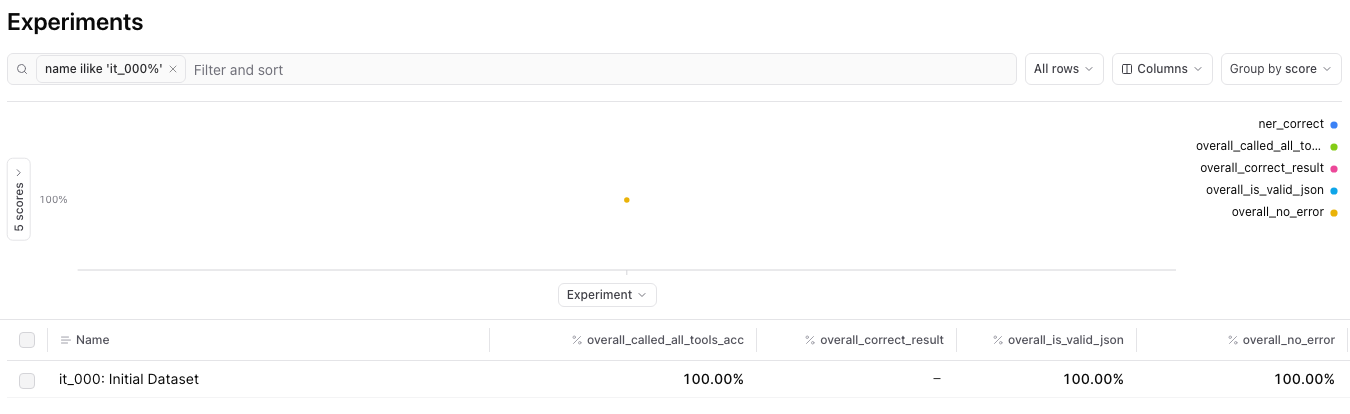 Experiments
name ilike 'it_000%' Filter and sort
All rows
Columns
Group by score
ner_correct
overall_called_all_to...
overall_correct_result
overall_is_valid_json
overall_no_error
5 scores
100%
Experiment
Name overall_called_all_tools_acc overall_correct_result overall_is_valid_json overall_no_error
it_000: Initial Dataset 100.00% – 100.00% 100.00%